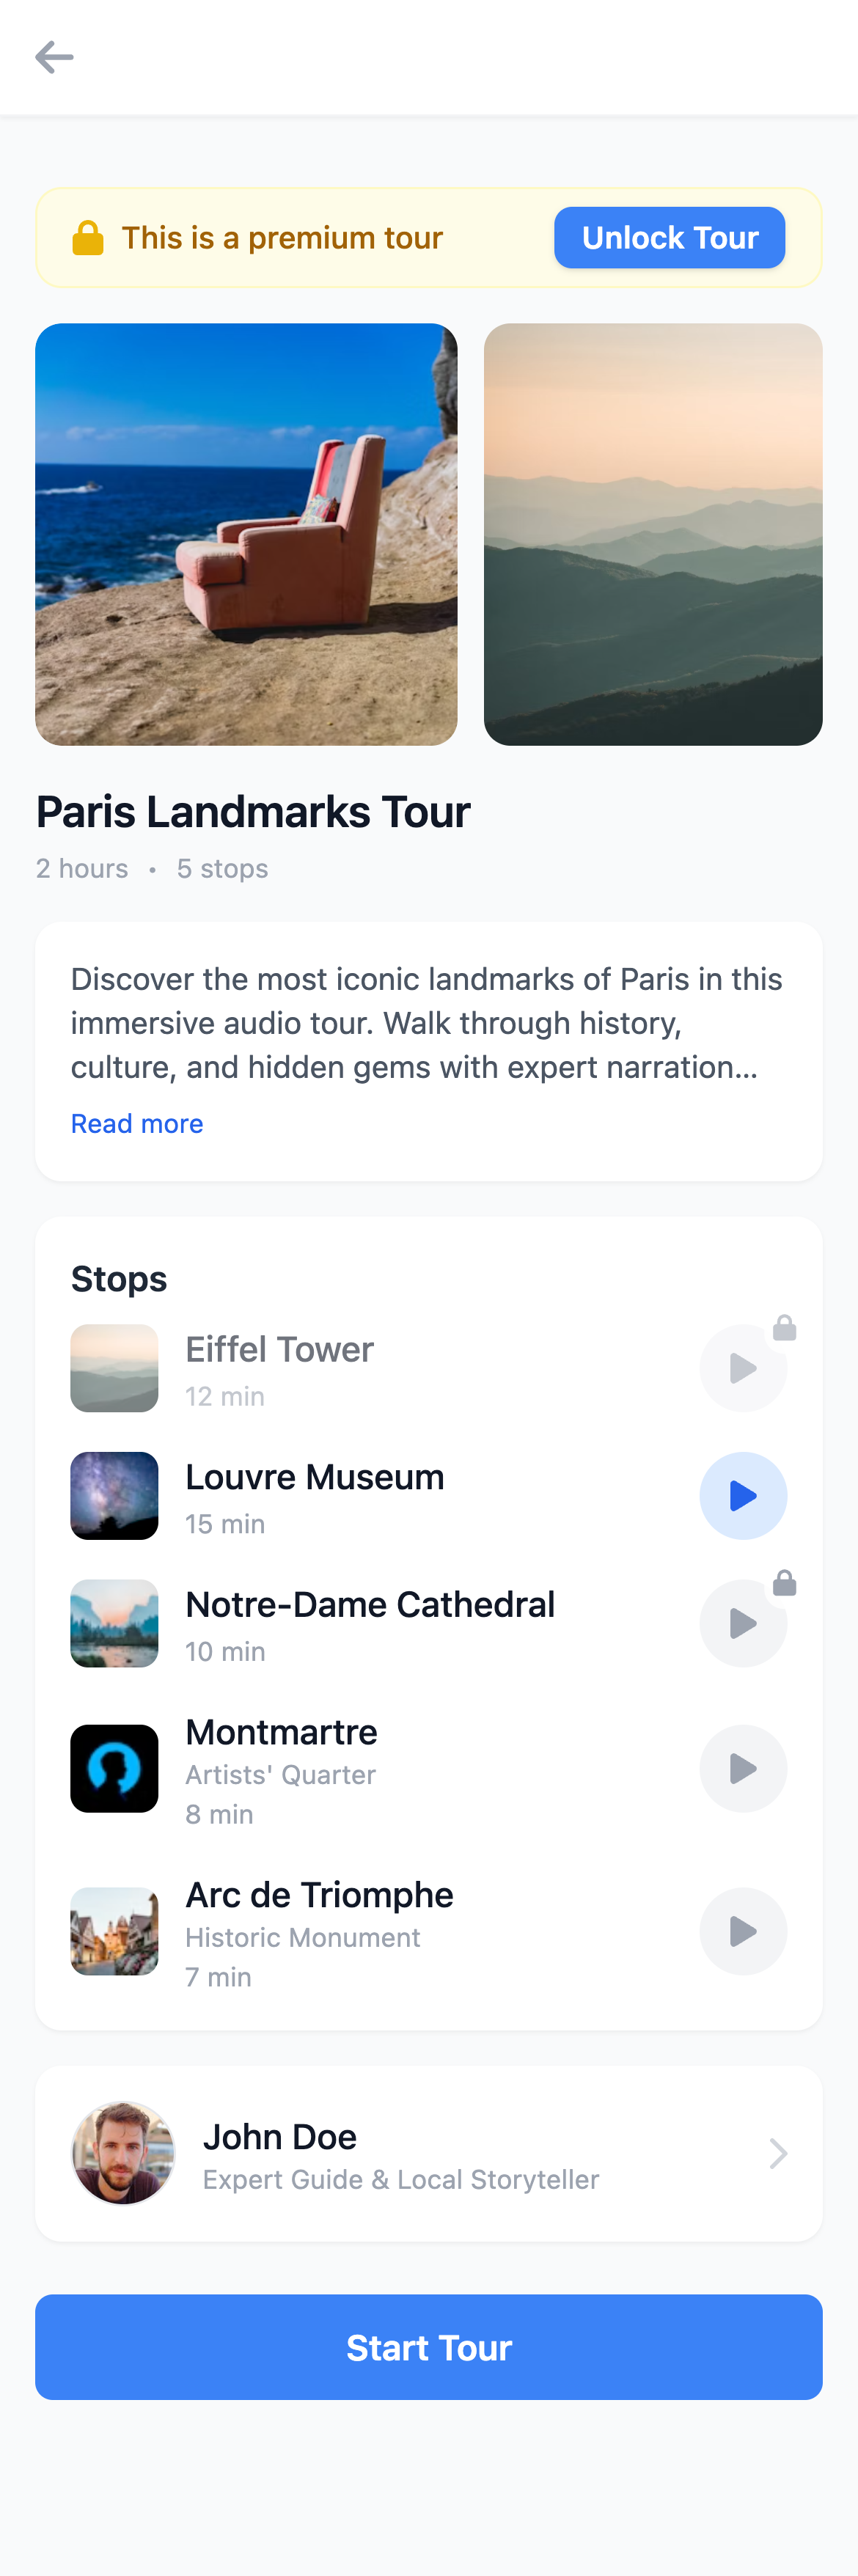 This is a premium tour
Unlock Tour
Paris Landmarks Tour
2 hours • 5 stops
Discover the most iconic landmarks of Paris in this
immersive audio tour. Walk through history,
culture, and hidden gems with expert narration...
Read more
Stops
Eiffel Tower
12 min
Louvre Museum
15 min
Notre-Dame Cathedral
10 min
Montmartre
Artists' Quarter
8 min
Arc de Triomphe
Historic Monument
7 min
John Doe
Expert Guide & Local Storyteller
Start Tour